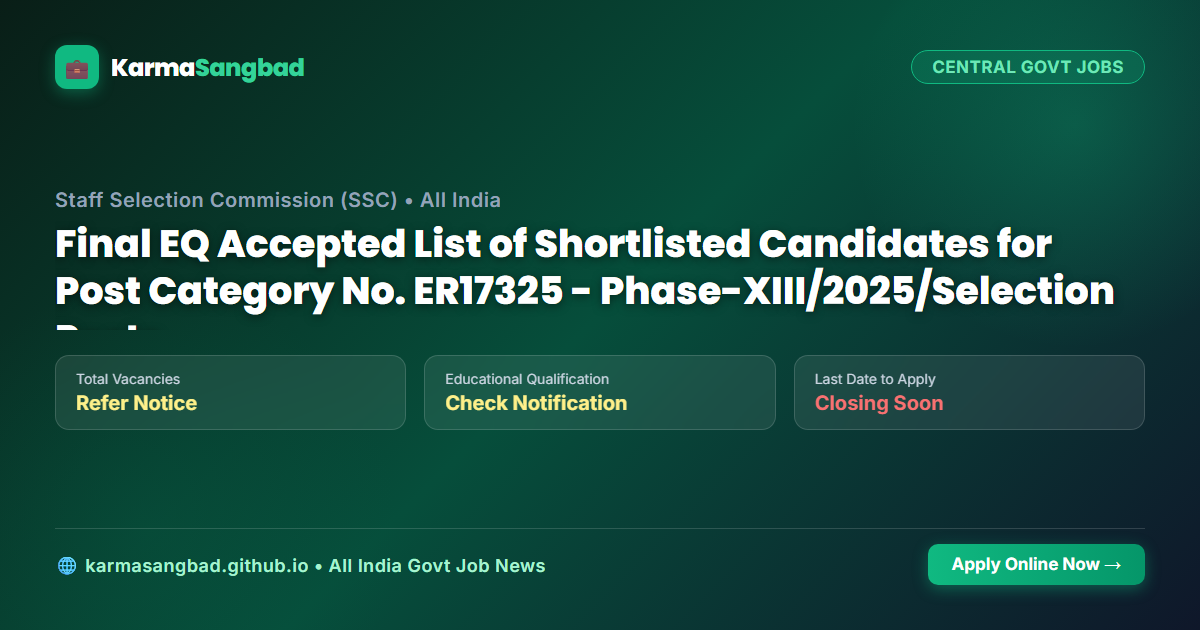 KarmaSangbad
CENTRAL GOVT JOBS
Staff Selection Commission (SSC) • All India
Final EQ Accepted List of Shortlisted Candidates for
Post Category No. ER17325 - Phase-XIII/2025/Selection
Total Vacancies
Refer Notice
Educational Qualification
Check Notification
Last Date to Apply
Closing Soon
karmasangbad.github.io • All India Govt Job News
Apply Online Now →